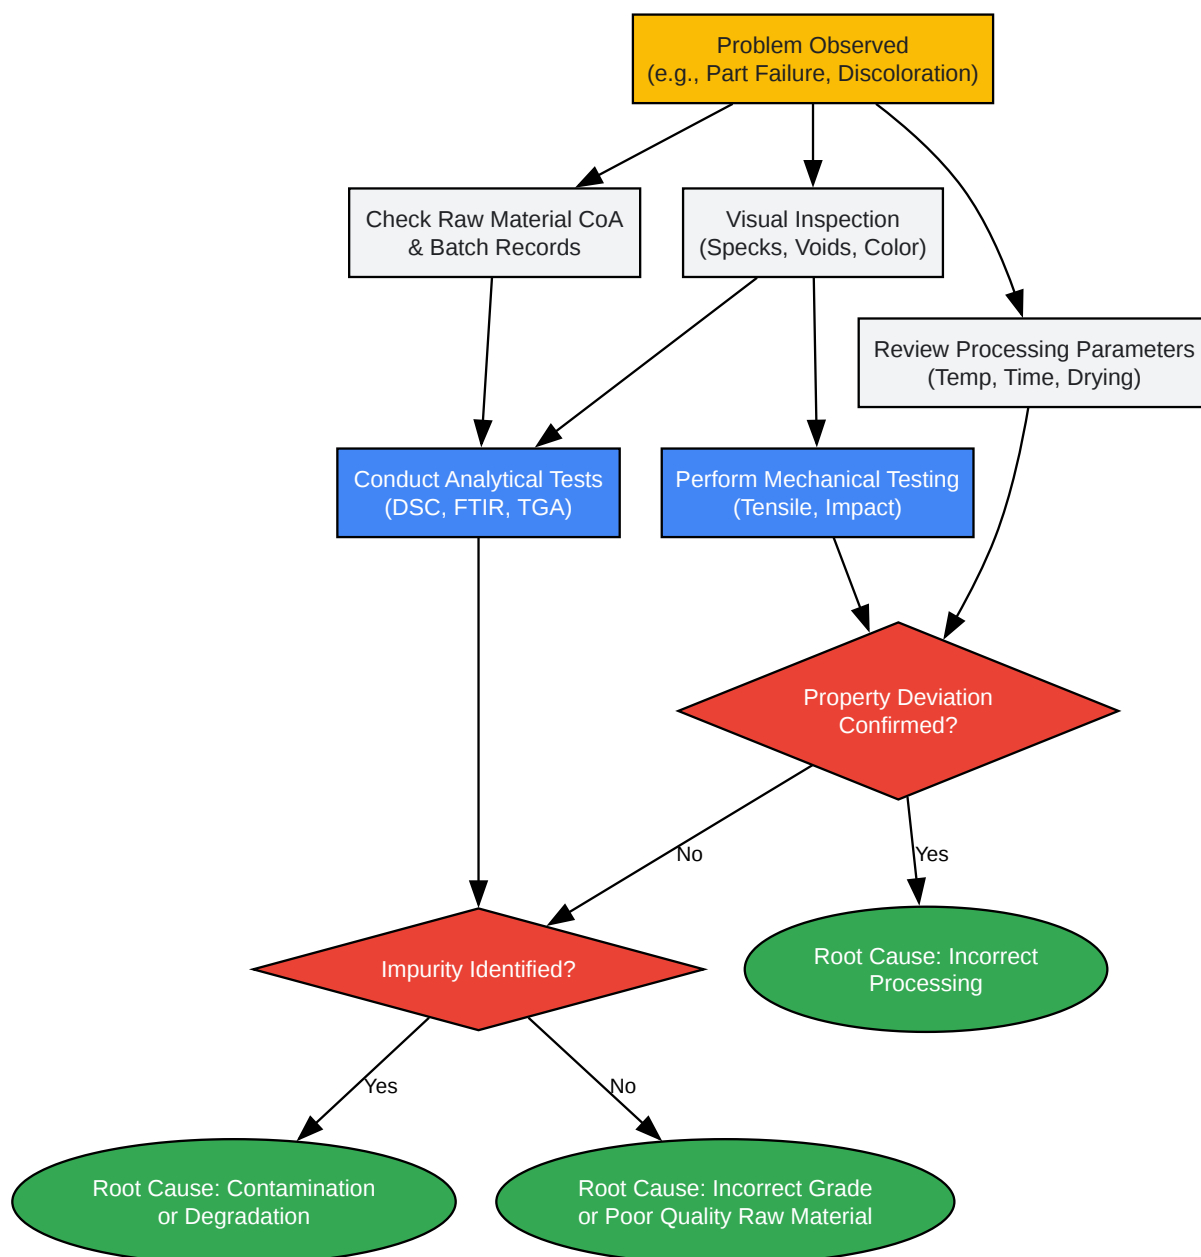 Problem Observed
(e.g., Part Failure, Discoloration)
Check Raw Material CoA
& Batch Records
Visual Inspection
(Specks, Voids, Color)
Review Processing Parameters
(Temp, Time, Drying)
Conduct Analytical Tests
(DSC, FTIR, TGA)
Perform Mechanical Testing
(Tensile, Impact)
Property Deviation
Confirmed?
No
Yes
Impurity Identified?
Root Cause: Incorrect
Processing
Yes
No
Root Cause: Contamination
or Degradation
Root Cause: Incorrect Grade
or Poor Quality Raw Material